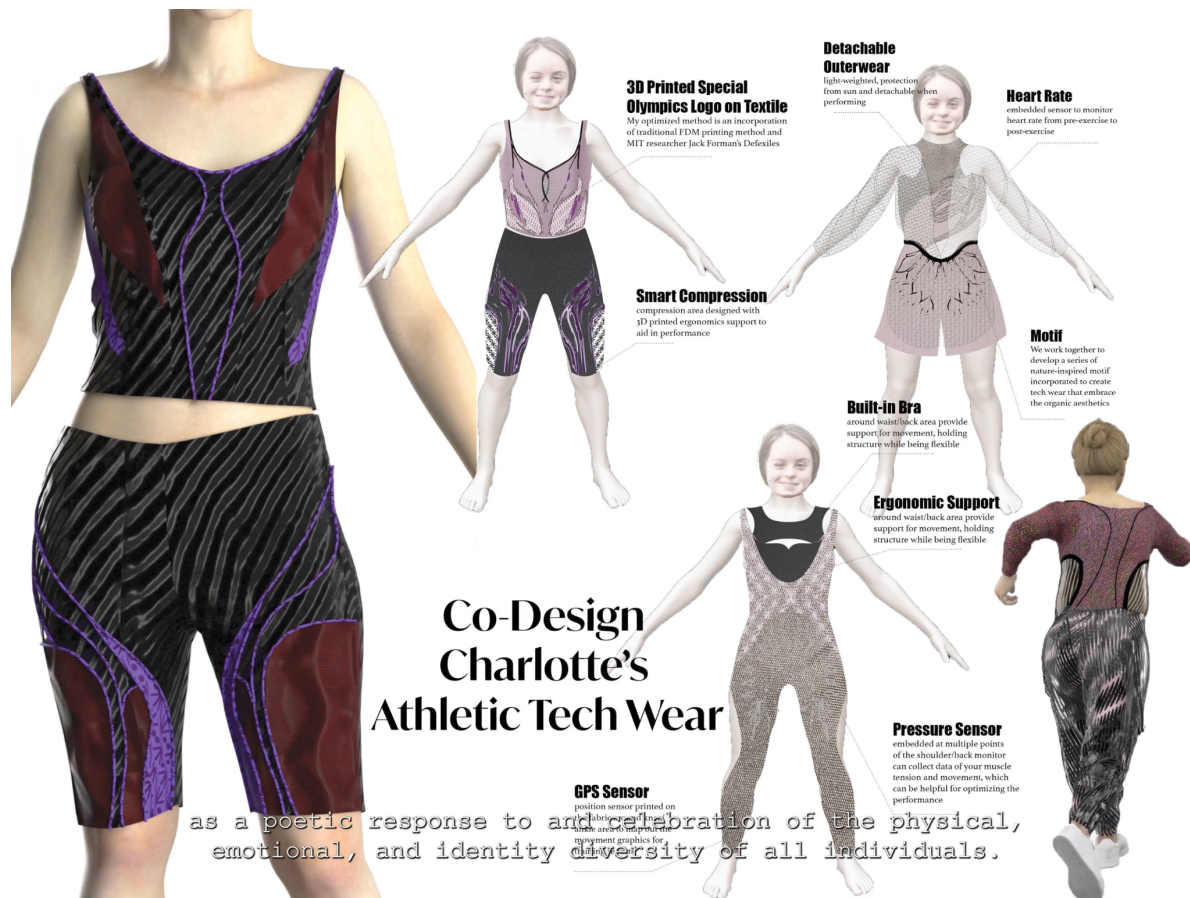 3D Printed Special
Olympics Logo on Textile
My optimized method is an incorporation
of traditional FDM printing method and
MIT researcher Jack Forman's Defexiles
Detachable
Outerwear
light-weighted, protection
from sun and detachable when
performing
Heart Rate
embedded sensor to monitor
heart rate from pre-exercise to
post-exercise
Smart Compression
compression area designed with
3D printed ergonomics support to
aid in performance
Motif
We work together to
develop a series of
nature-inspired motif
incorporated to create
tech wear that embrace
the organic aesthetics
Built-in Bra
around waist/back area provide
support for movement, holding
structure while being flexible
Ergonomic Support
around waist/back area provide
support for movement, holding
structure while being flexible
Co-Design
Charlotte's
Athletic Tech Wear
Pressure Sensor
embedded at multiple points
of the shoulder/back monitor
can collect data of your muscle
tension and movement, which
can be helpful for optimizing the
performance
GPS Sensor
position sensor printed on
ankle area to map out the
movement graphics for
as a poetic response to and celebration of the physical,
emotional, and identity diversity of all individuals.